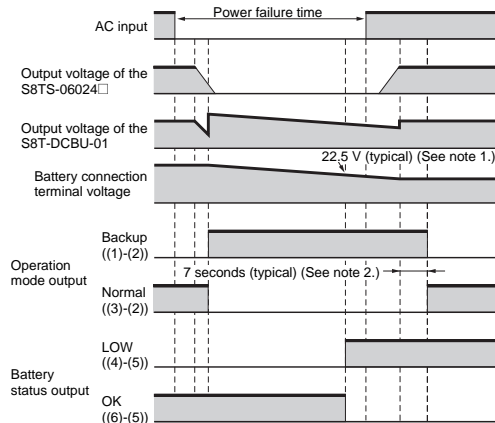 Power failure time
AC input
Output voltage of the
S8TS-06024□
Output voltage of the
S8T-DCBU-01
22.5 V (typical) (See note 1.)
Battery connection
terminal voltage
Backup
((1)-(2))
Operation
mode output
7 seconds (typical) (See note 2.)
Normal
((3)-(2))
LOW
((4)-(5))
Battery
status output
OK
((6)-(5))